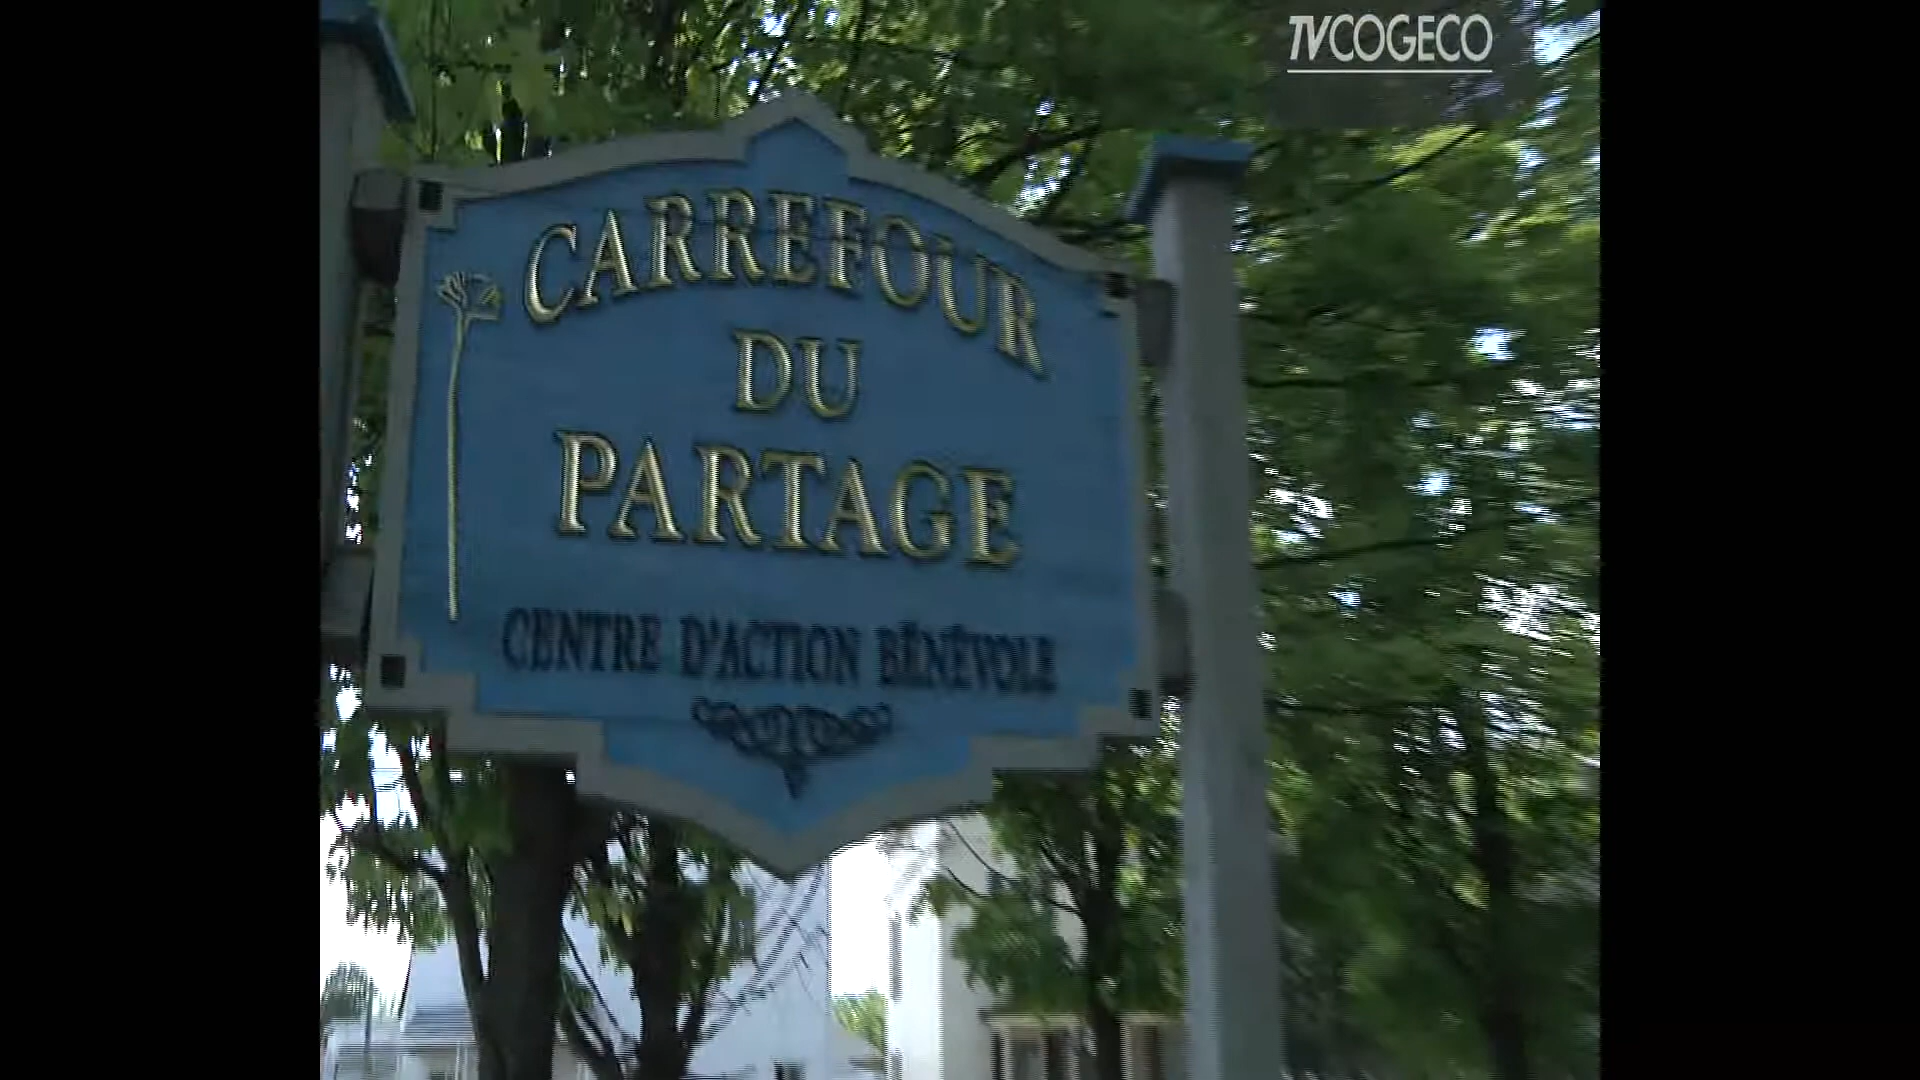 TVCOGECO
CARREFOUR
DU
PARTAGE
CENTRE D'ACTION BÉNÉVOLE